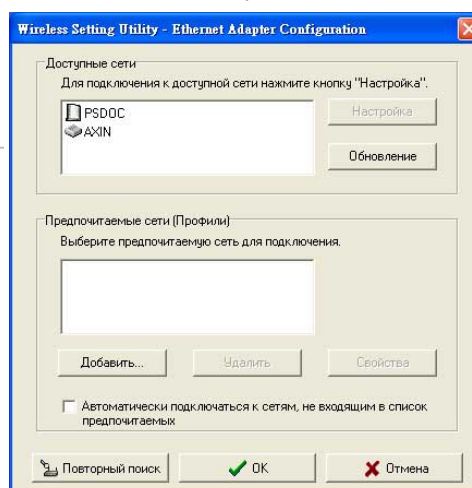 Wireless Setting Utility - Ethernet Adapter Configuration
Доступные сети
Для подключения к доступной сети нажмите кнопку "Настройка".
PSDOC
AXIN
Настройка
Обновление
Предпочитаемые сети (Профили)
Выберите предпочитаемую сеть для подключения.
Добавить...
Удалить
Свойства
Автоматически подключаться к сетям, не входящим в список
предпочитаемых
Повторный поиск
OK
Отмена